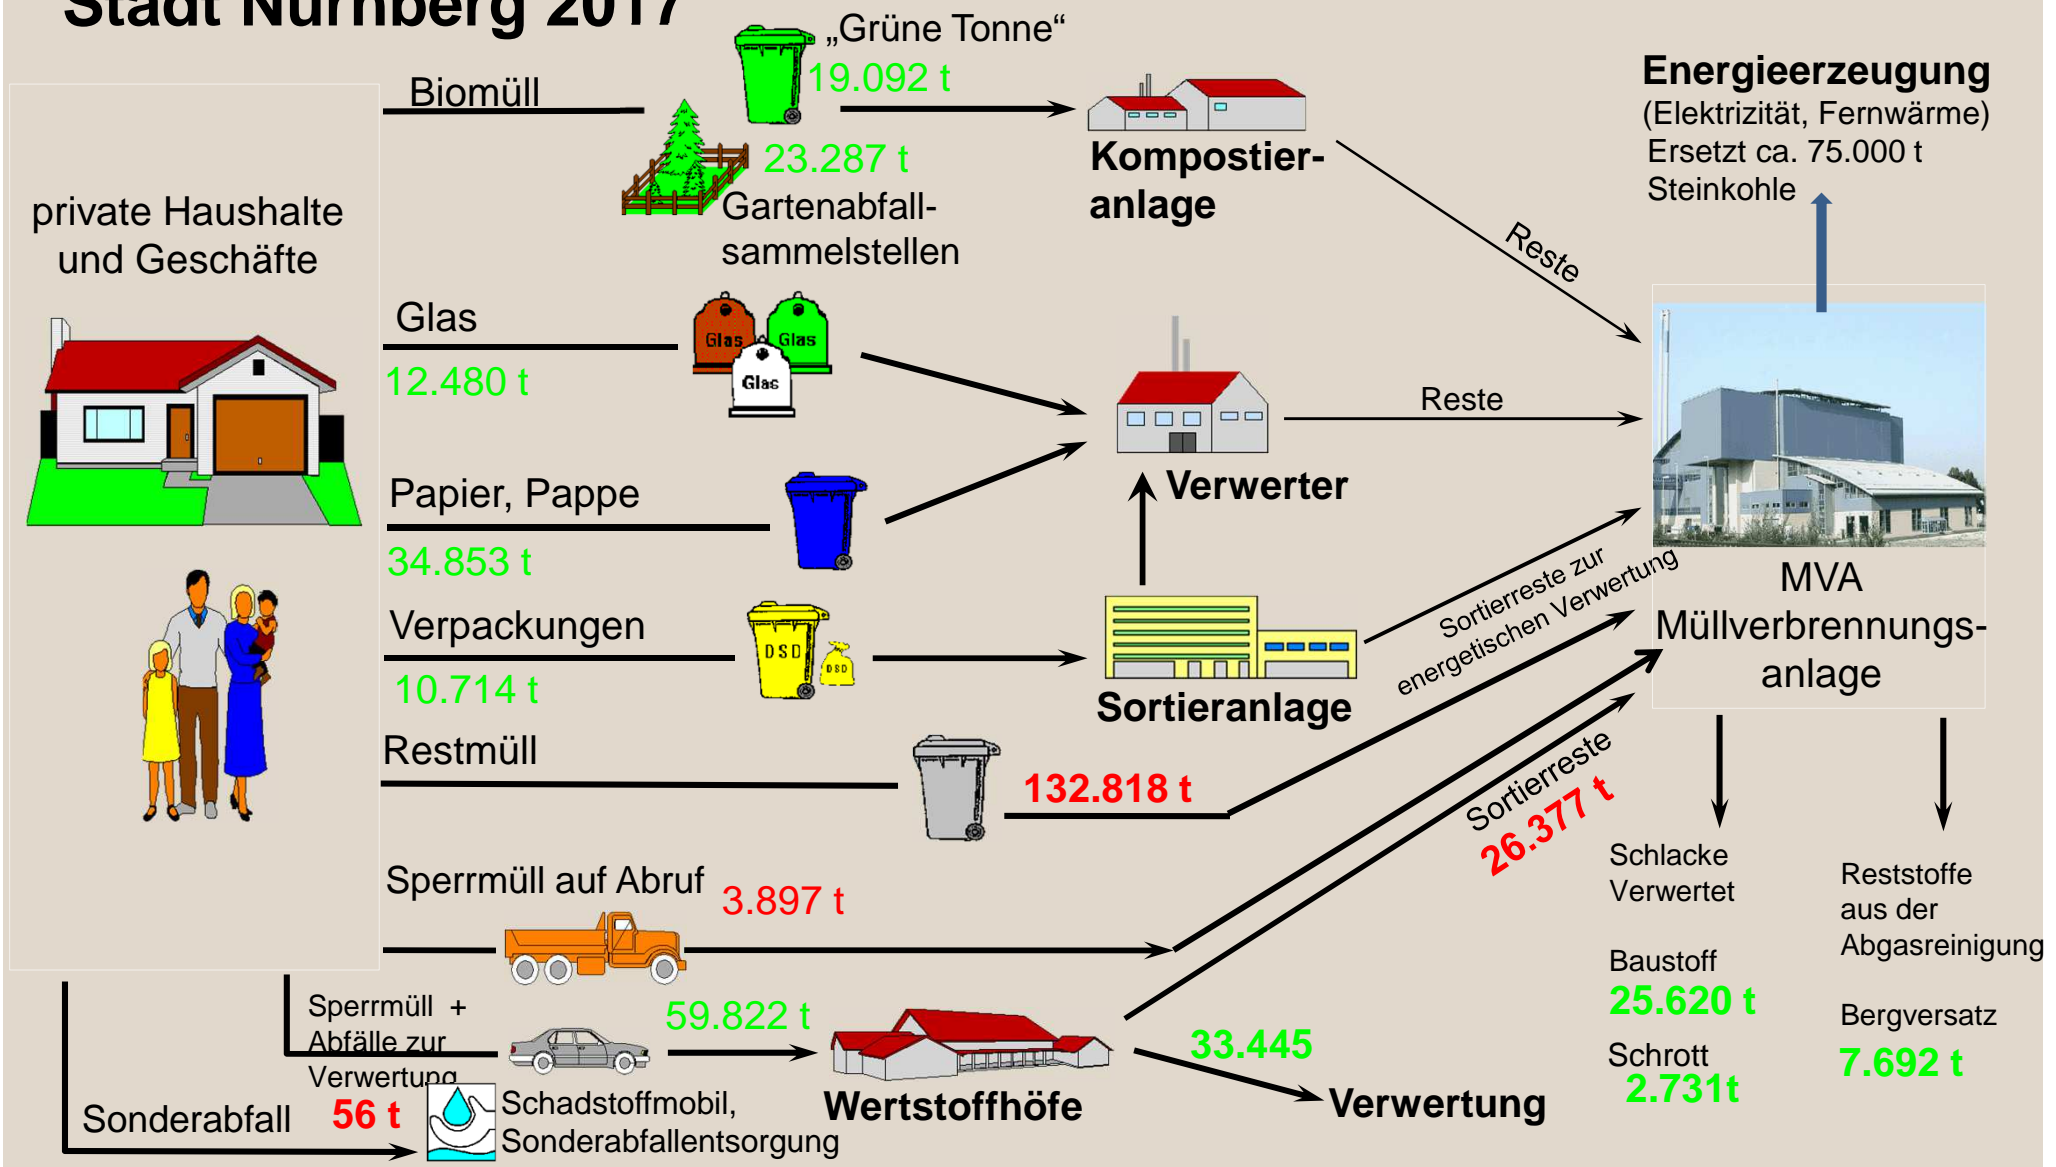 Stadt Nürnberg 2017
private Haushalte
und Geschäfte
Biomüll
„Grüne Tonne“
19.092 t
23.287 t
Gartenabfall-
sammelstellen
Kompostier-
anlage
Reste
Energieerzeugung
(Elektrizität, Fernwärme)
Ersetzt ca. 75.000 t
Steinkohle
Glas
12.480 t
Glas
Glas
Glas
Verwerter
Reste
Papier, Pappe
34.853 t
Verpackungen
10.714 t
DSD
DSD
Sortieranlage
Sortierreste zur
energetischen Verwertung
MVA
Müllverbrennungs-
anlage
Restmüll
132.818 t
Sortierreste
26.377 t
Sperrmüll auf Abruf
3.897 t
Sperrmüll +
Abfälle zur
Verwertung
59.822 t
Wertstoffhöfe
33.445
Verwertung
Sonderabfall
56 t
Schadstoffmobil,
Sonderabfallentsorgung
Schlacke
Verwertet
Baustoff
25.620 t
Schrott
2.731t
Reststoffe
aus der
Abgasreinigung
Bergversatz
7.692 t